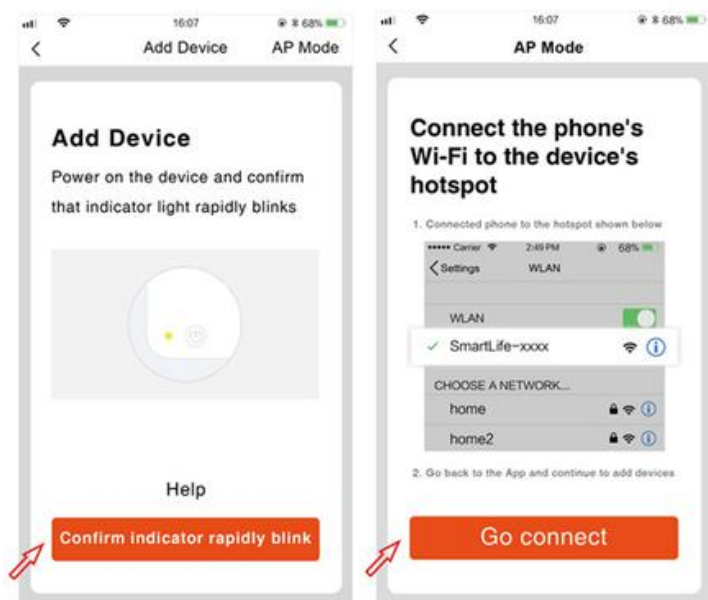 16:07
68%
Add Device
AP Mode
Add Device
Power on the device and confirm
that indicator light rapidly blinks
Help
Confirm indicator rapidly blink
16:07
68%
AP Mode
Connect the phone's
Wi-Fi to the device's
hotspot
1. Connected phone to the hotspot shown below
Carrier
2:49 PM
68%
Settings
WLAN
WLAN
SmartLife-xxxx
CHOOSE A NETWORK...
home
home2
2. Go back to the App and continue to add devices
Go connect